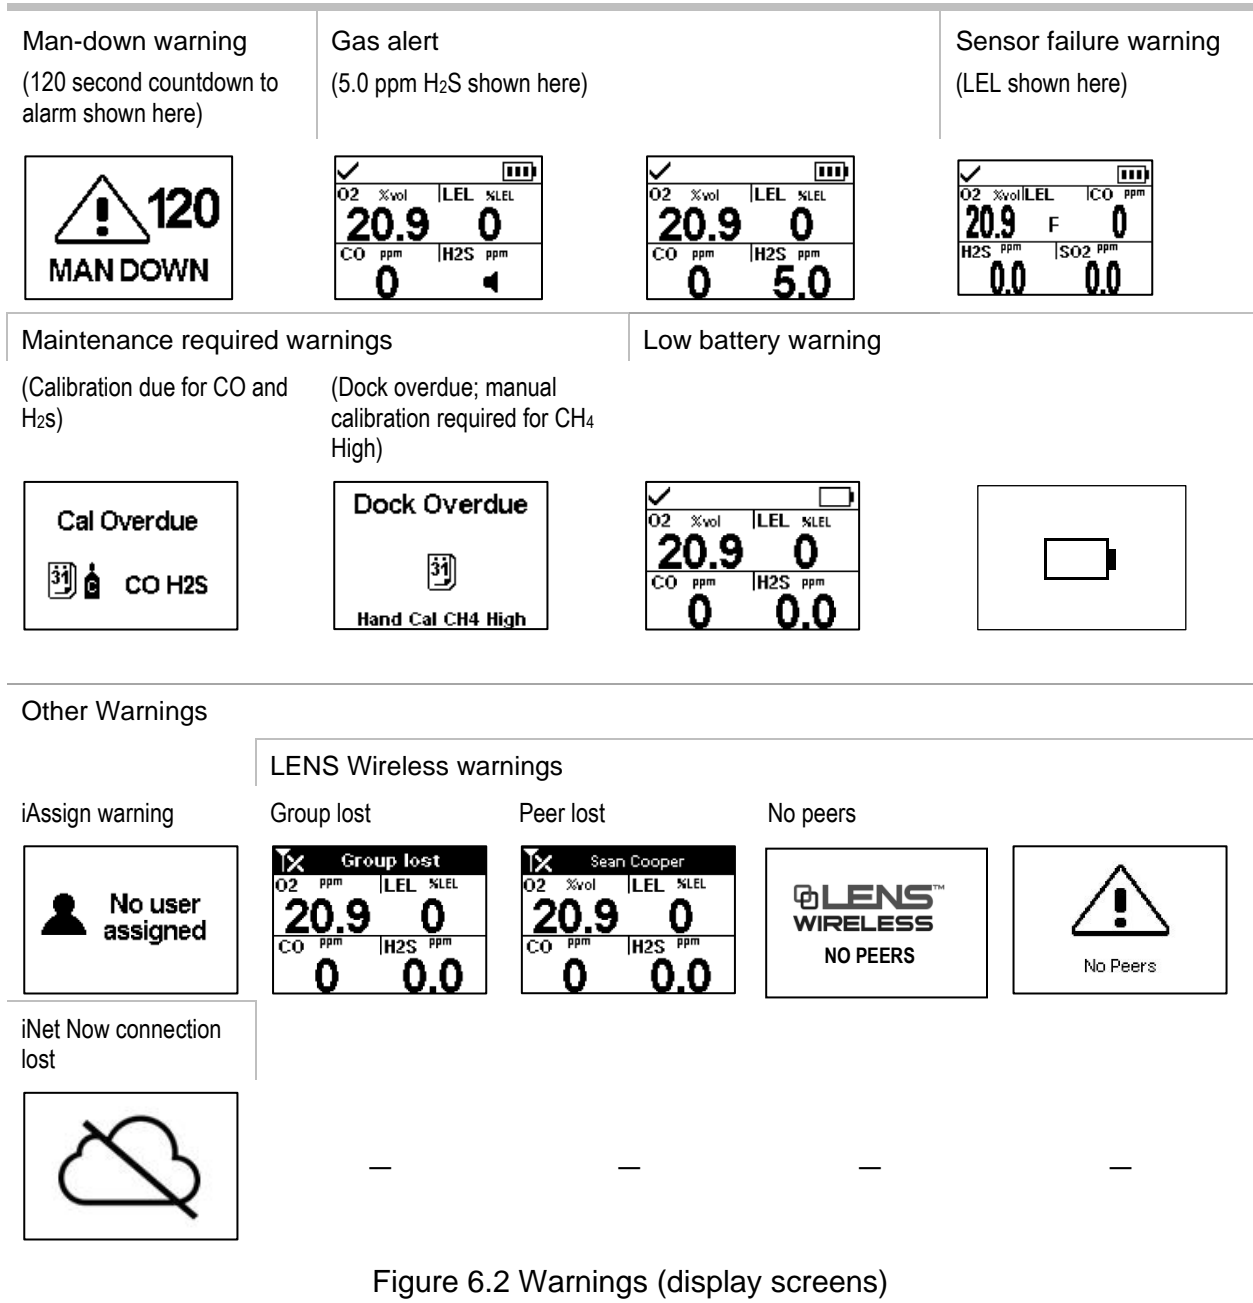 Man-down warning
(120 second countdown to
alarm shown here)
Gas alert
(5.0 ppm H2S shown here)
Sensor failure warning
(LEL shown here)
120
MAN DOWN
O2 %vol LEL %LEL
20.9 0
CO ppm H2S ppm
0
O2 %vol LEL %LEL
20.9 0
CO ppm H2S ppm
0 5.0
O2 %vol LEL CO ppm
20.9 F 0
H2S ppm SO2 ppm
0.0 0.0
Maintenance required warnings
(Calibration due for CO and
H2s)
(Dock overdue; manual
calibration required for CH4
High)
Low battery warning
Cal Overdue
31 C CO H2S
Dock Overdue
31
Hand Cal CH4 High
O2 %vol LEL %LEL
20.9 0
CO ppm H2S ppm
0 0.0
Other Warnings
LENS Wireless warnings
iAssign warning
Group lost
Peer lost
No peers
No user
assigned
Group lost
O2 ppm LEL %LEL
20.9 0
CO ppm H2S ppm
0 0.0
Sean Cooper
O2 %vol LEL %LEL
20.9 0
CO ppm H2S ppm
0 0.0
LENS™
WIRELESS
NO PEERS
No Peers
iNet Now connection
lost
— — — —
Figure 6.2 Warnings (display screens)